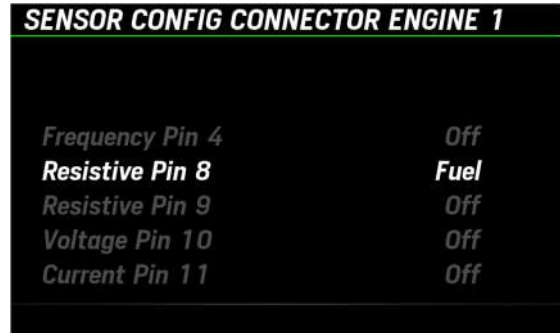 SENSOR CONFIG CONNECTOR ENGINE 1
Frequency Pin 4 Off
Resistive Pin 8 Fuel
Resistive Pin 9 Off
Voltage Pin 10 Off
Current Pin 11 Off